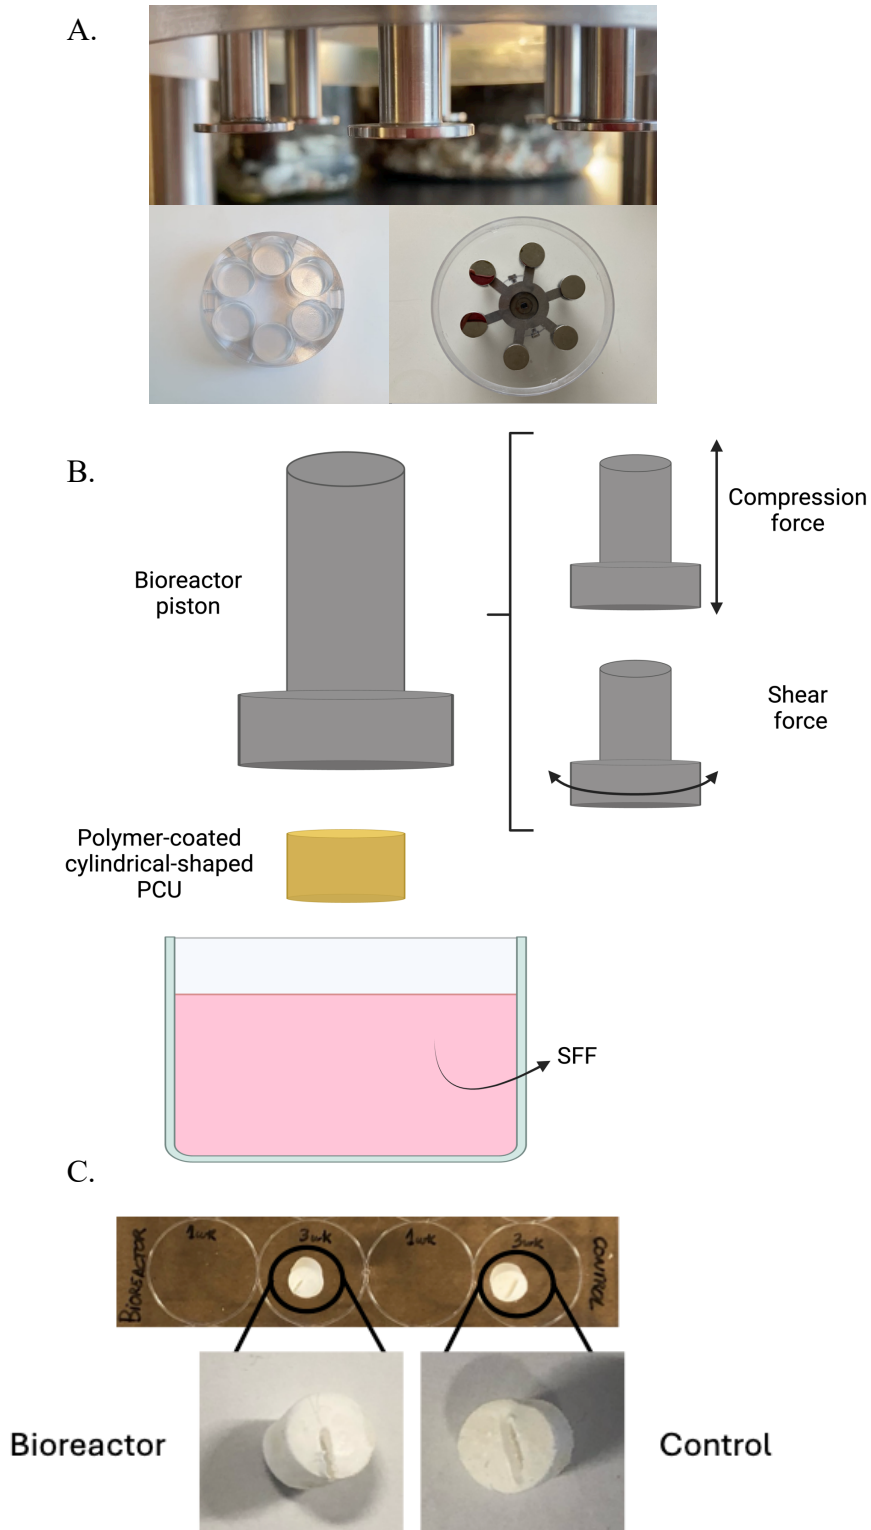 A.
B.
Bioreactor
piston
Compression
force
Shear
force
Polymer-coated
cylindrical-shaped
PCU
SFF
C.
BIOREACTOR
1wk
3wk
1wk
3wk
CONTROL
Bioreactor
Control